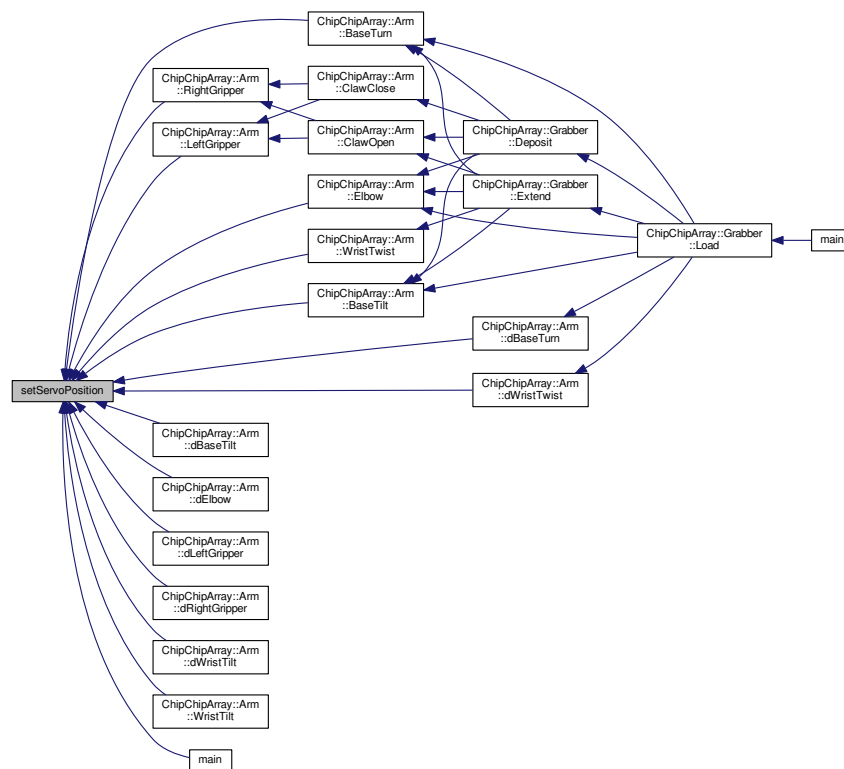 ChipChipArray::Arm
::BaseTurn
ChipChipArray::Arm
::RightGripper
ChipChipArray::Arm
::ClawClose
ChipChipArray::Arm
::LeftGripper
ChipChipArray::Arm
::ClawOpen
ChipChipArray::Grabber
::Deposit
ChipChipArray::Arm
::Elbow
ChipChipArray::Grabber
::Extend
ChipChipArray::Arm
::WristTwist
ChipChipArray::Grabber
::Load
main
ChipChipArray::Arm
::BaseTilt
ChipChipArray::Arm
::dBaseTurn
setServoPosition
ChipChipArray::Arm
::dWristTwist
ChipChipArray::Arm
::dBaseTilt
ChipChipArray::Arm
::dElbow
ChipChipArray::Arm
::dLeftGripper
ChipChipArray::Arm
::dRightGripper
ChipChipArray::Arm
::dWristTilt
ChipChipArray::Arm
::WristTilt
main